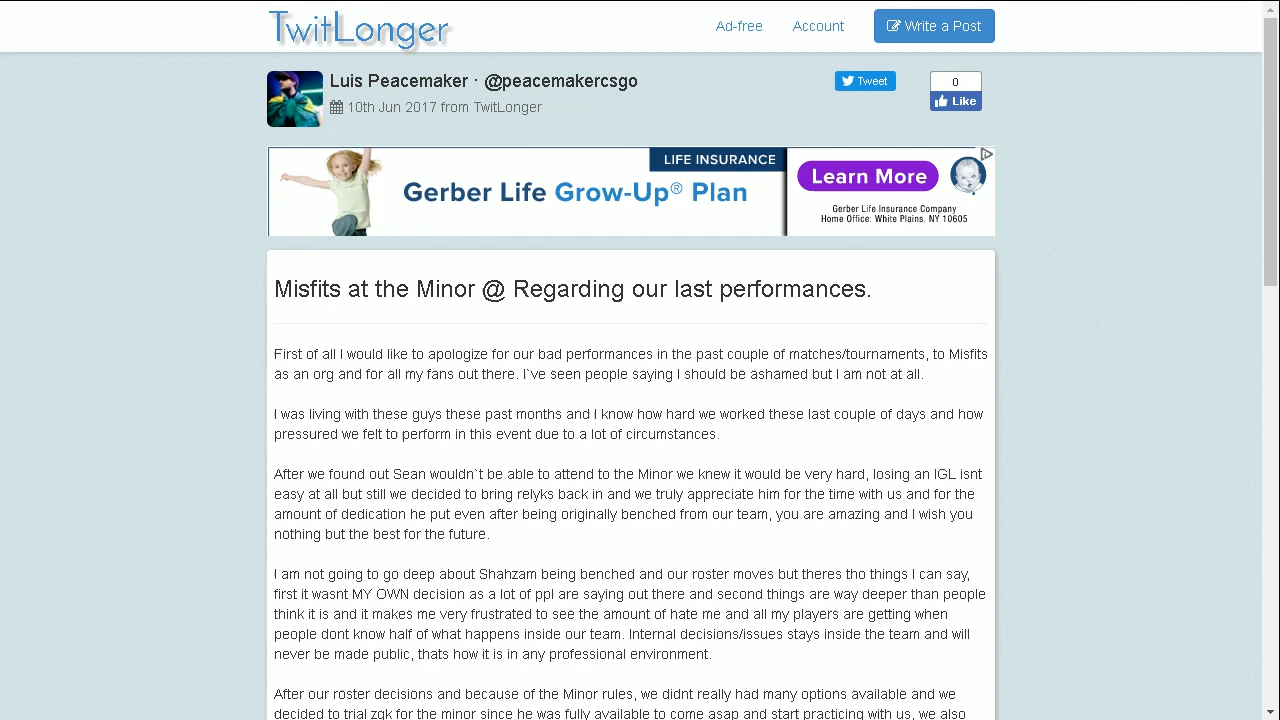 TwitLonger
Ad-free
Account
Write a Post
Luis Peacemaker · @peacemakercsgo
10th Jun 2017 from TwitLonger
Tweet
0
Like
LIFE INSURANCE
Gerber Life Grow-Up® Plan
Learn More
Gerber Life Insurance Company
Home Office: White Plains, NY 10605
Misfits at the Minor @ Regarding our last performances.
First of all I would like to apologize for our bad performances in the past couple of matches/tournaments, to Misfits
as an org and for all my fans out there. I`ve seen people saying I should be ashamed but I am not at all.
I was living with these guys these past months and I know how hard we worked these last couple of days and how
pressured we felt to perform in this event due to a lot of circumstances.
After we found out Sean wouldn`t be able to attend to the Minor we knew it would be very hard, losing an IGL isnt
easy at all but still we decided to bring relyks back in and we truly appreciate him for the time with us and for the
amount of dedication he put even after being originally benched from our team, you are amazing and I wish you
nothing but the best for the future.
I am not going to go deep about Shahzam being benched and our roster moves but theres tho things I can say,
first it wasnt MY OWN decision as a lot of ppl are saying out there and second things are way deeper than people
think it is and it makes me very frustrated to see the amount of hate me and all my players are getting when
people dont know half of what happens inside our team. Internal decisions/issues stays inside the team and will
never be made public, thats how it is in any professional environment.
After our roster decisions and because of the Minor rules, we didnt really had many options available and we
decided to trial zqk for the minor since he was fully available to come asap and start practicing with us, we also